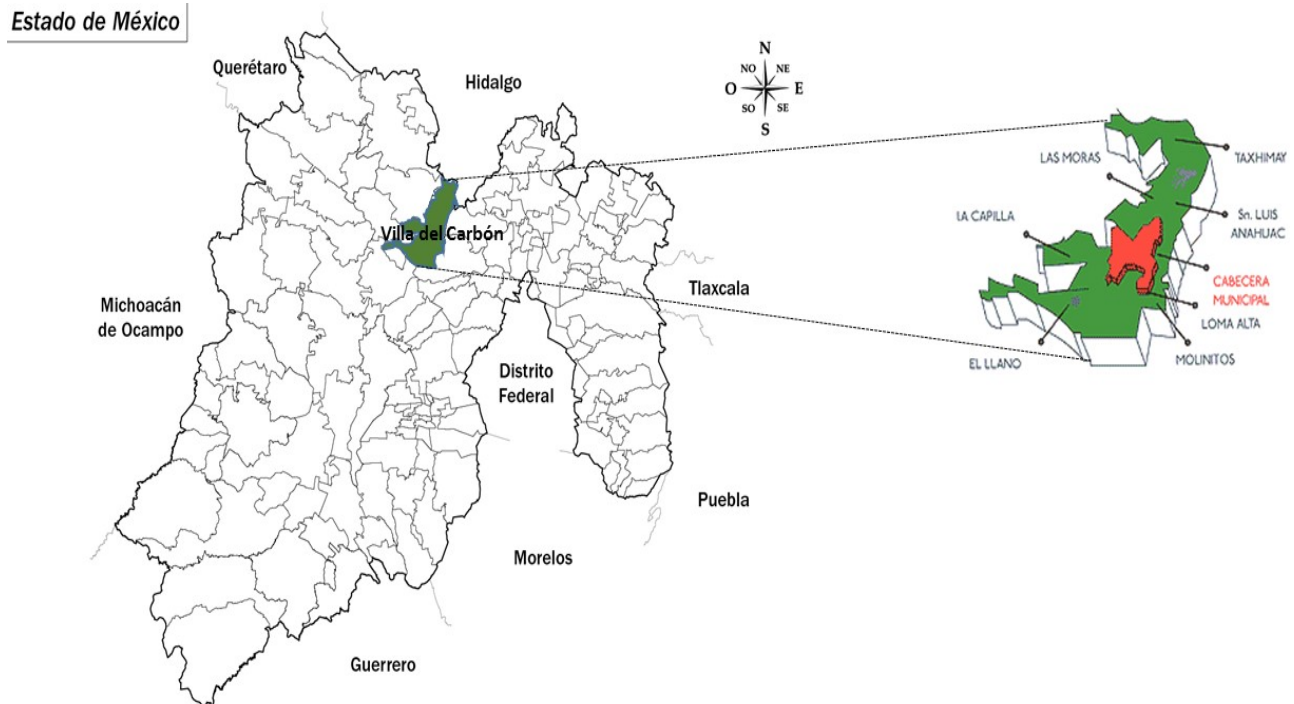 Estado de México
Querétaro
Hidalgo
N
NO NE
O E
SO SE
S
LAS MORAS
TAXHIMAY
LA CAPILLA
Sn. LUIS
ANAHUAC
Villa del Carbón
CABECERA
MUNICIPAL
Tlaxcala
Michoacán
de Ocampo
LOMA ALTA
EL LLANO
MOLINITOS
Distrito
Federal
Puebla
Morelos
Guerrero